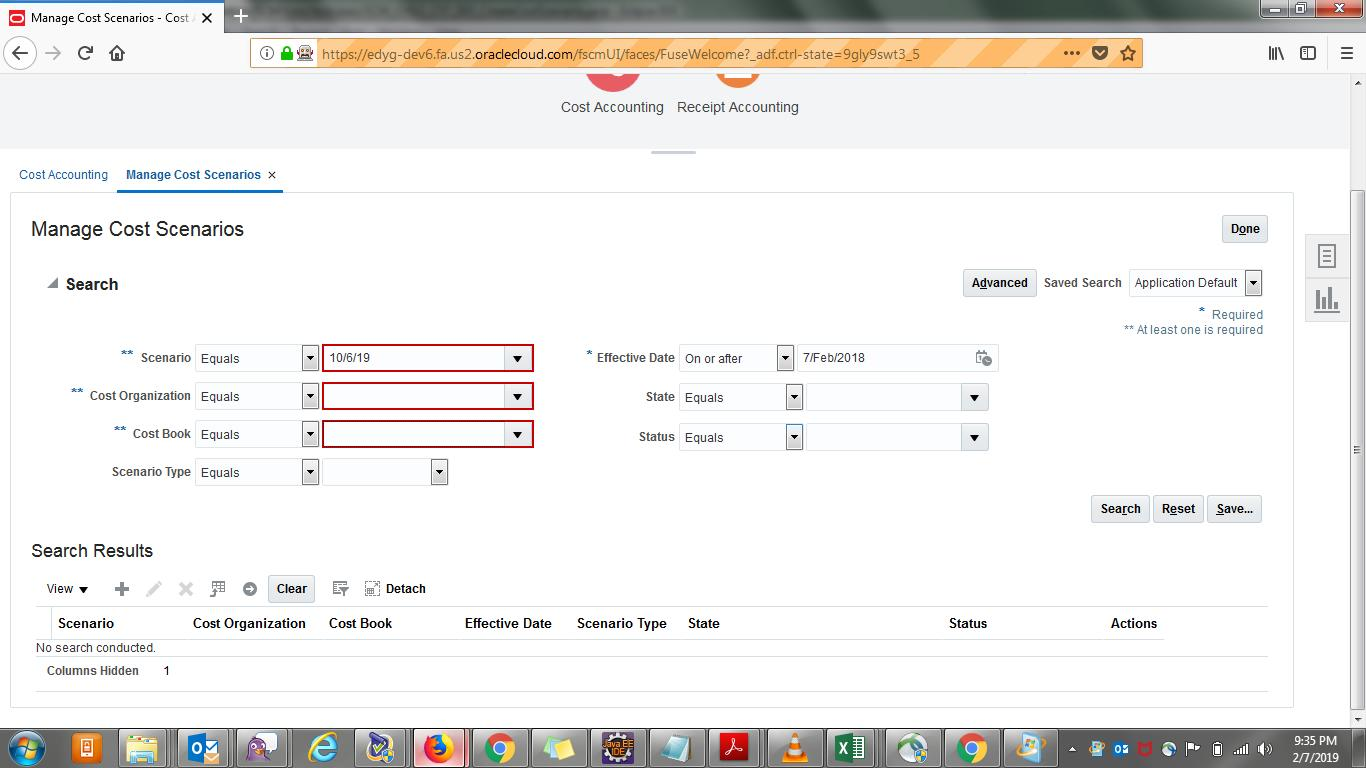 Manage Cost Scenarios - Cost A
https://edyg-dev6.fa.us2.oraclecloud.com/fscmUI/faces/FuseWelcome?_adf.ctrl-state=9gly9swt3_5
Cost Accounting Receipt Accounting
Cost Accounting Manage Cost Scenarios
Manage Cost Scenarios Done
Search Advanced Saved Search Application Default
* Required
** At least one is required
** Scenario Equals 10/6/19 * Effective Date On or after 7/Feb/2018
** Cost Organization Equals State Equals
** Cost Book Equals Status Equals
Scenario Type Equals
Search Reset Save...
Search Results
View Clear Detach
Scenario Cost Organization Cost Book Effective Date Scenario Type State Status Actions
No search conducted.
Columns Hidden 1
Java EE IDE
9:35 PM
2/7/2019